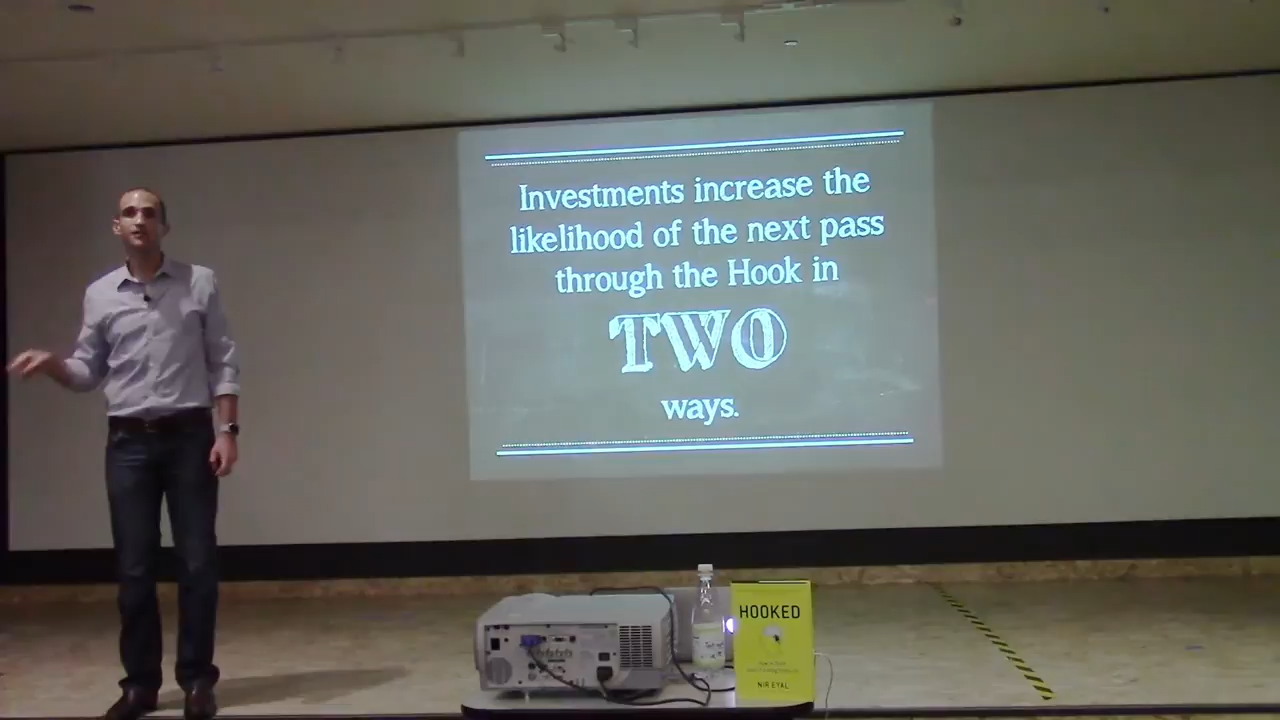 Investments increase the
likelihood of the next pass
through the Hook in
TWO
ways.
HOOKED
NIR EYAL